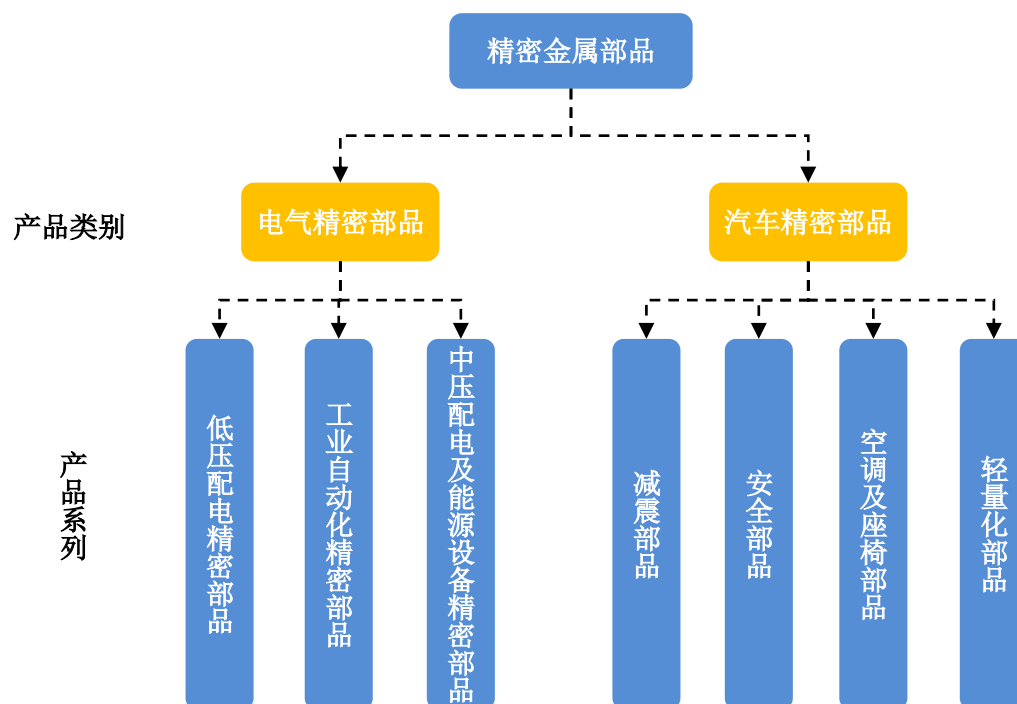 精密金属部品
产品类别
电气精密部品
汽车精密部品
产品系列
低压配电精密部品
工业自动化精密部品
中压配电及能源设备精密部品
减震部品
安全部品
空调及座椅部品
轻量化部品